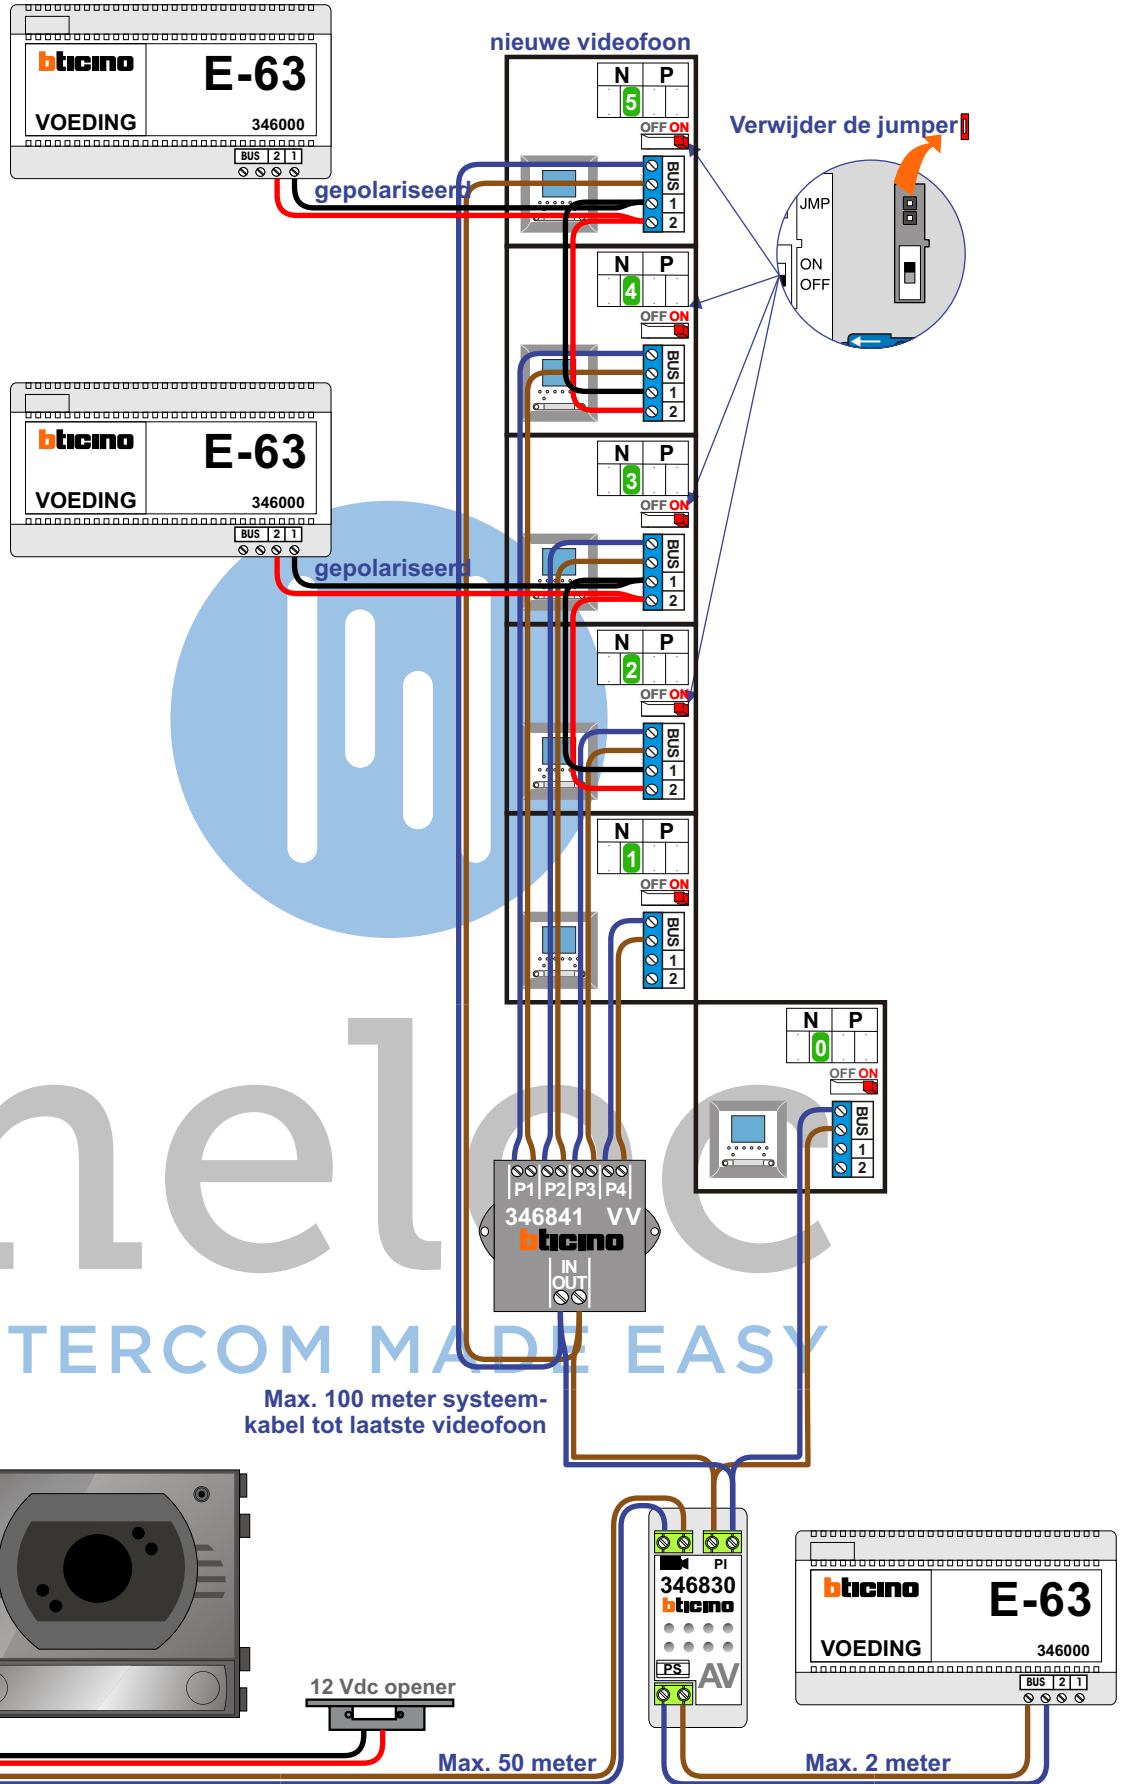 nieuwe videofoon
bticino
E-63
VOEDING
346000
BUS 2 1
gepolariseerd
N P
5
OFF ON
BUS
1
2
Verwijder de jumper
JMP
ON
OFF
N P
4
OFF ON
BUS
1
2
bticino
E-63
VOEDING
346000
BUS 2 1
gepolariseerd
N P
3
OFF ON
BUS
1
2
N P
2
OFF ON
BUS
1
2
N P
1
OFF ON
BUS
1
2
N P
0
OFF ON
BUS
1
2
P1 P2 P3 P4
346841 VV
bticino
IN
OUT
TERCOM MADE EASY
Max. 100 meter systeem-
kabel tot laatste videofoon
PI
346830
bticino
PS
AV
bticino
E-63
VOEDING
346000
BUS 2 1
12 Vdc opener
Max. 50 meter
Max. 2 meter